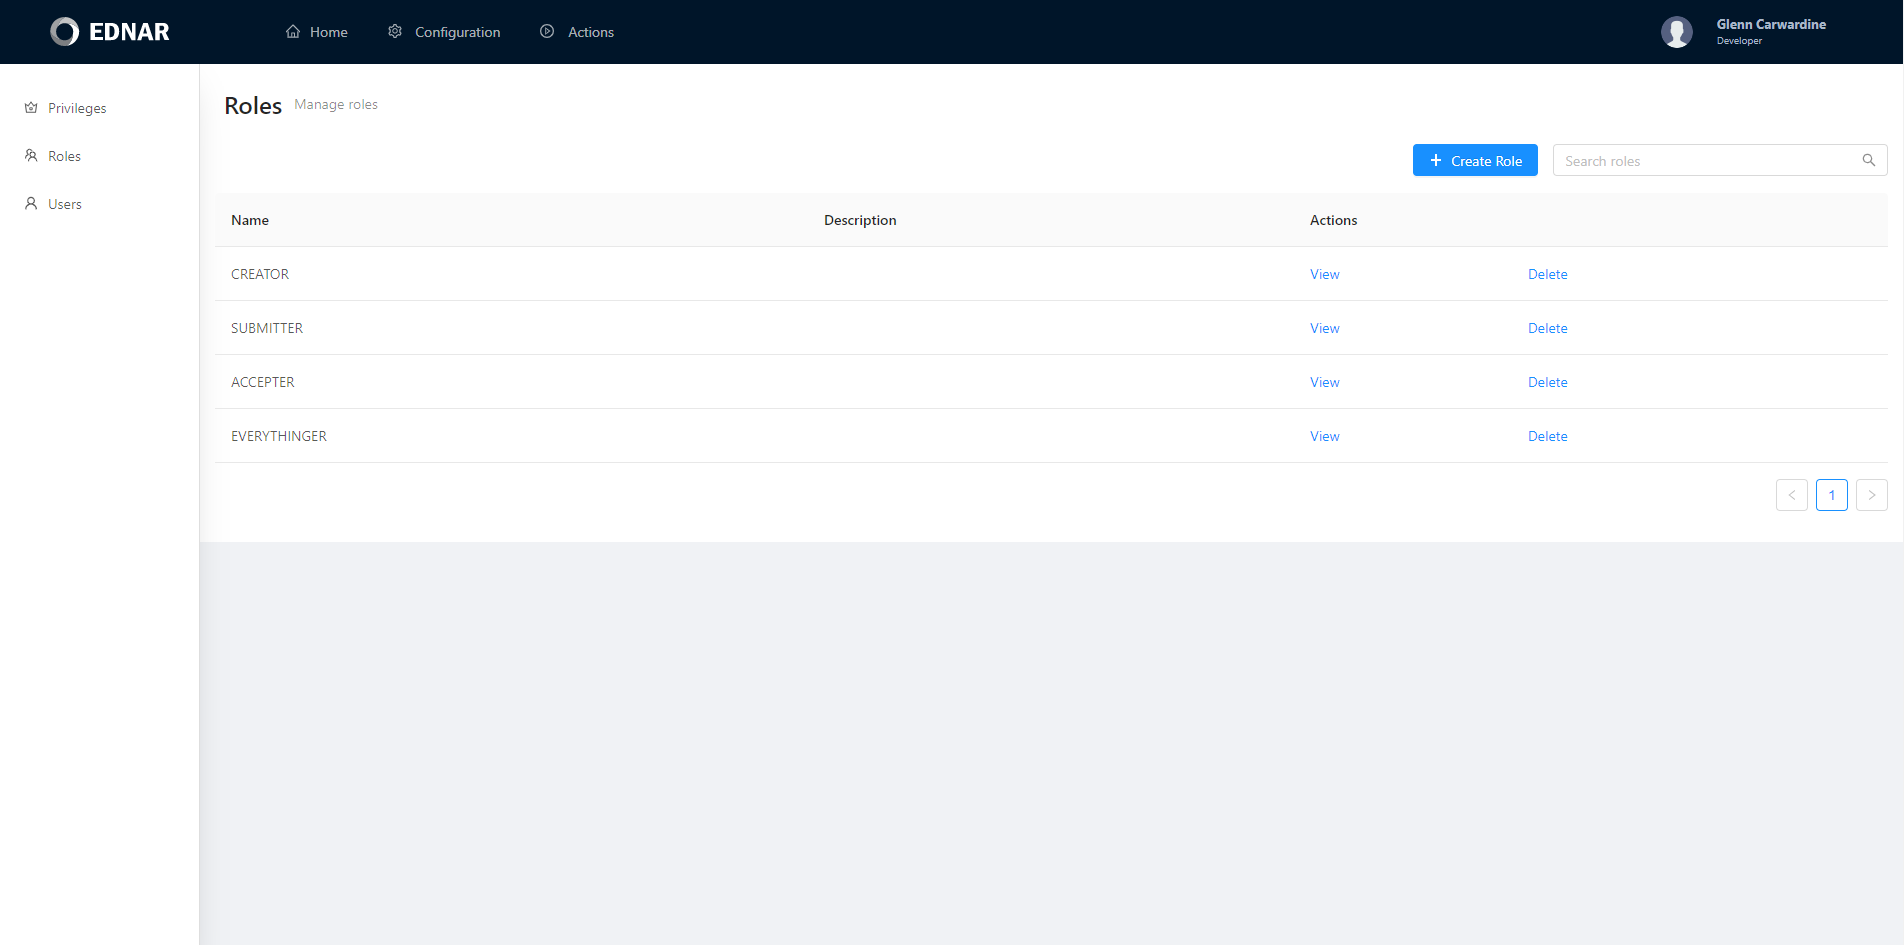 EDNAR
Home
Configuration
Actions
Glenn Carwardine
Developer
Privileges
Roles
Users
Roles Manage roles
Create Role
Search roles
Name Description Actions
CREATOR View Delete
SUBMITTER View Delete
ACCEPTER View Delete
EVERYTHINGER View Delete
1